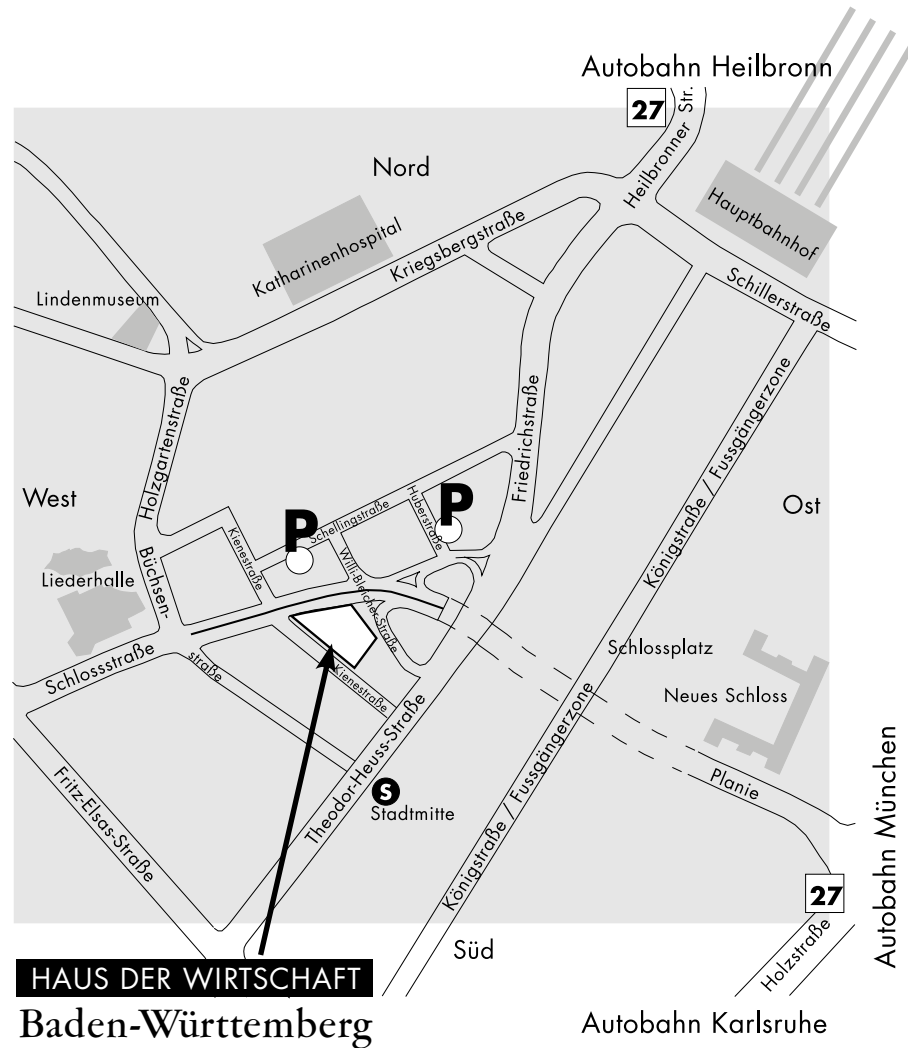 Autobahn Heilbronn
27
Heilbronner Str.
Nord
Hauptbahnhof
Katharinenhospital
Kriegsbergstraße
Schillerstraße
Lindenmuseum
Holzgartenstraße
Friedrichstraße
Königstraße / Fussgängerzone
West
Ost
P
P
Schellingstraße
Huberstraße
Kienestraße
Willi-Bleicher-Straße
Büchsen-
straße
Liederhalle
Schlossstraße
Kienestraße
Schlossplatz
Neues Schloss
Theodor-Heuss-Straße
Königstraße / Fussgängerzone
Planie
S
Stadtmitte
Fritz-Elsas-Straße
Autobahn München
27
Holzstraße
Süd
HAUS DER WIRTSCHAFT
Baden-Württemberg
Autobahn Karlsruhe